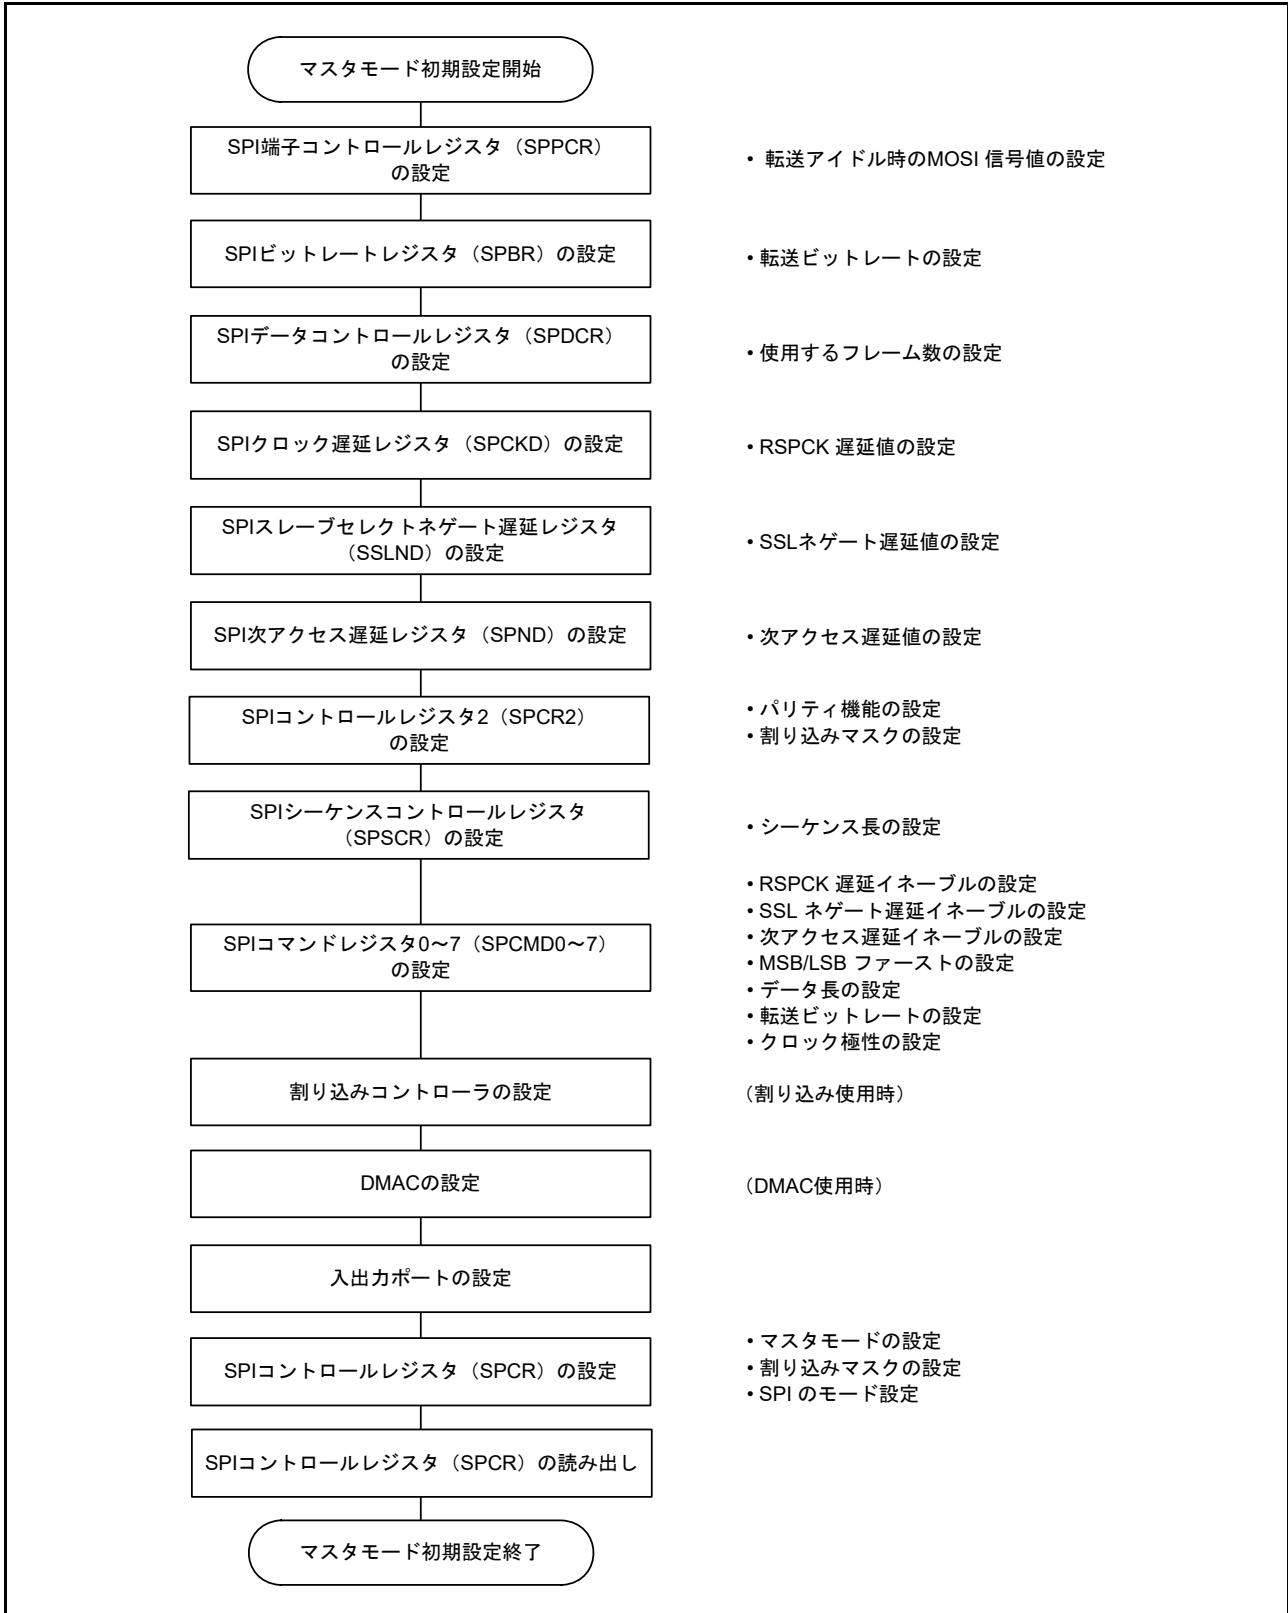 マスタモード初期設定開始
SPI端子コントロールレジスタ（SPPCR）
の設定
• 転送アイドル時のMOSI 信号値の設定
SPIビットレートレジスタ（SPBR）の設定
• 転送ビットレートの設定
SPIデータコントロールレジスタ（SPDCR）
の設定
• 使用するフレーム数の設定
SPIクロック遅延レジスタ（SPCKD）の設定
• RSPCK 遅延値の設定
SPIスレーブセレクトネゲート遅延レジスタ
（SSLND）の設定
• SSLネゲート遅延値の設定
SPI次アクセス遅延レジスタ（SPND）の設定
• 次アクセス遅延値の設定
SPIコントロールレジスタ2（SPCR2）
の設定
• パリティ機能の設定
• 割り込みマスクの設定
SPIシーケンスコントロールレジスタ
（SPSCR）の設定
• シーケンス長の設定
SPIコマンドレジスタ0～7（SPCMD0～7）
の設定
• RSPCK 遅延イネーブルの設定
• SSL ネゲート遅延イネーブルの設定
• 次アクセス遅延イネーブルの設定
• MSB/LSB ファーストの設定
• データ長の設定
• 転送ビットレートの設定
• クロック極性の設定
割り込みコントローラの設定
（割り込み使用時）
DMACの設定
（DMAC使用時）
入出力ポートの設定
SPIコントロールレジスタ（SPCR）の設定
• マスタモードの設定
• 割り込みマスクの設定
• SPI のモード設定
SPIコントロールレジスタ（SPCR）の読み出し
マスタモード初期設定終了